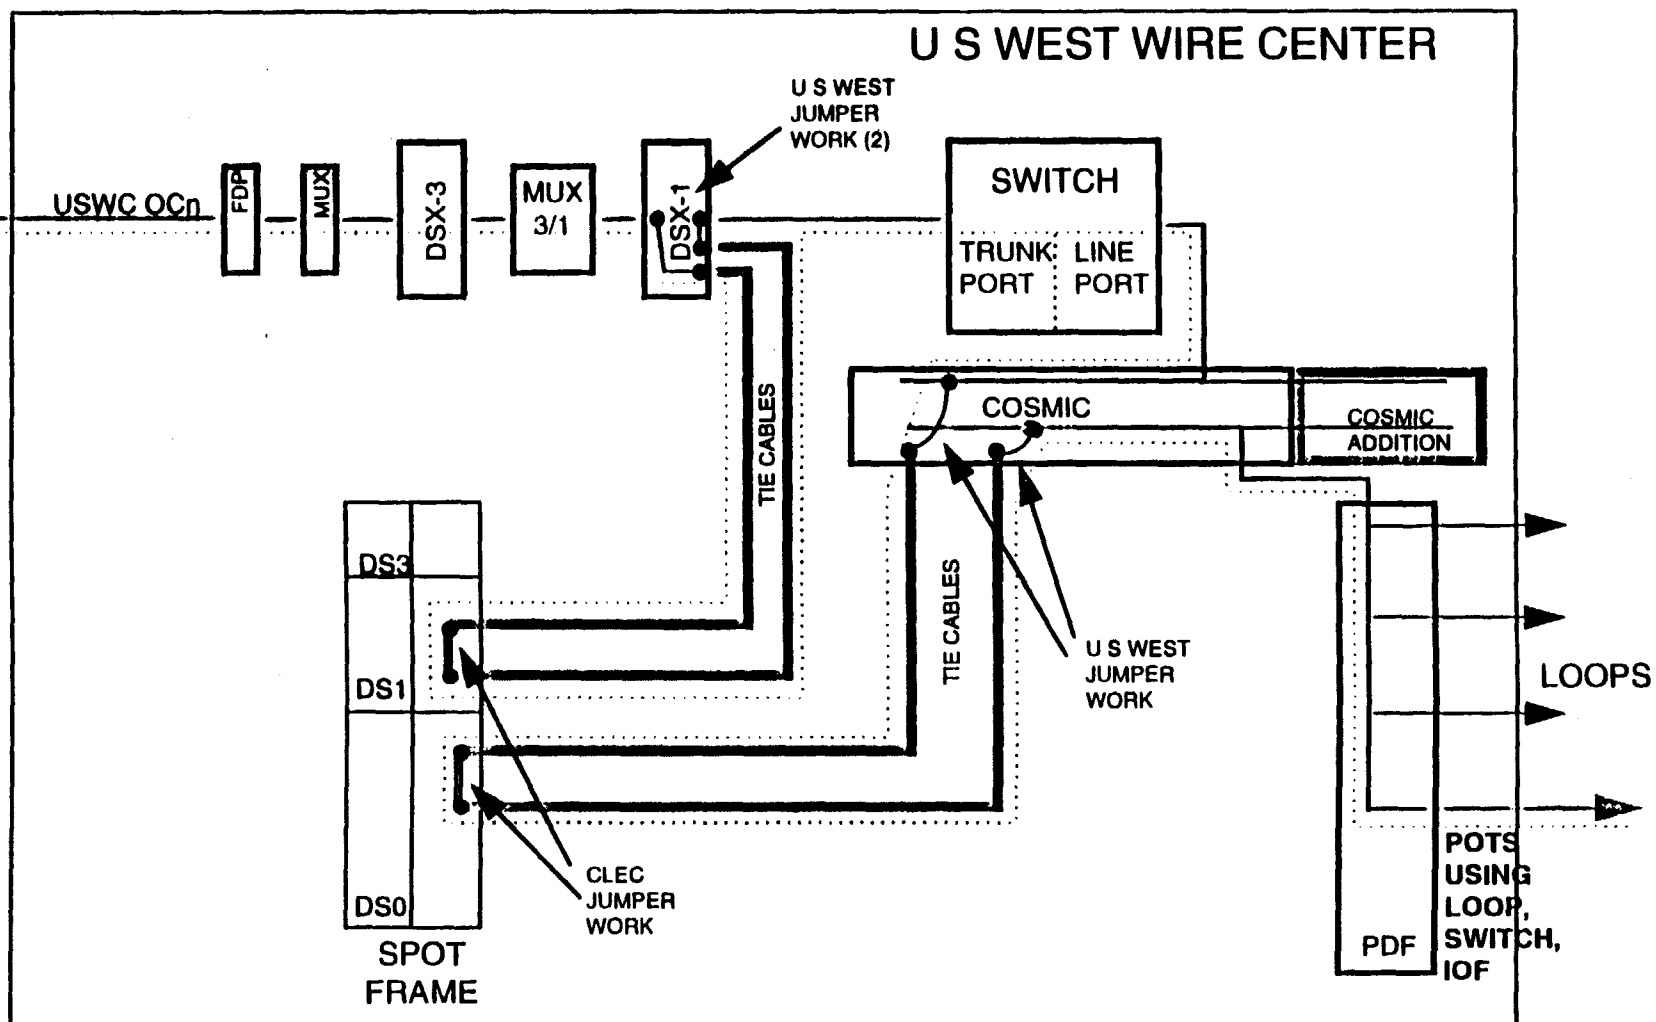 U S WEST WIRE CENTER
U S WEST
JUMPER
WORK (2)
USWC OCn
FDP
MUX
DSX-3
MUX
3/1
DSX-1
SWITCH
TRUNK
PORT
LINE
PORT
COSMIC
COSMIC
ADDITION
TIE CABLES
TIE CABLES
DS3
DS1
DS0
SPOT
FRAME
CLEC
JUMPER
WORK
U S WEST
JUMPER
WORK
LOOPS
PDF
POTS
USING
LOOP,
SWITCH,
IOF